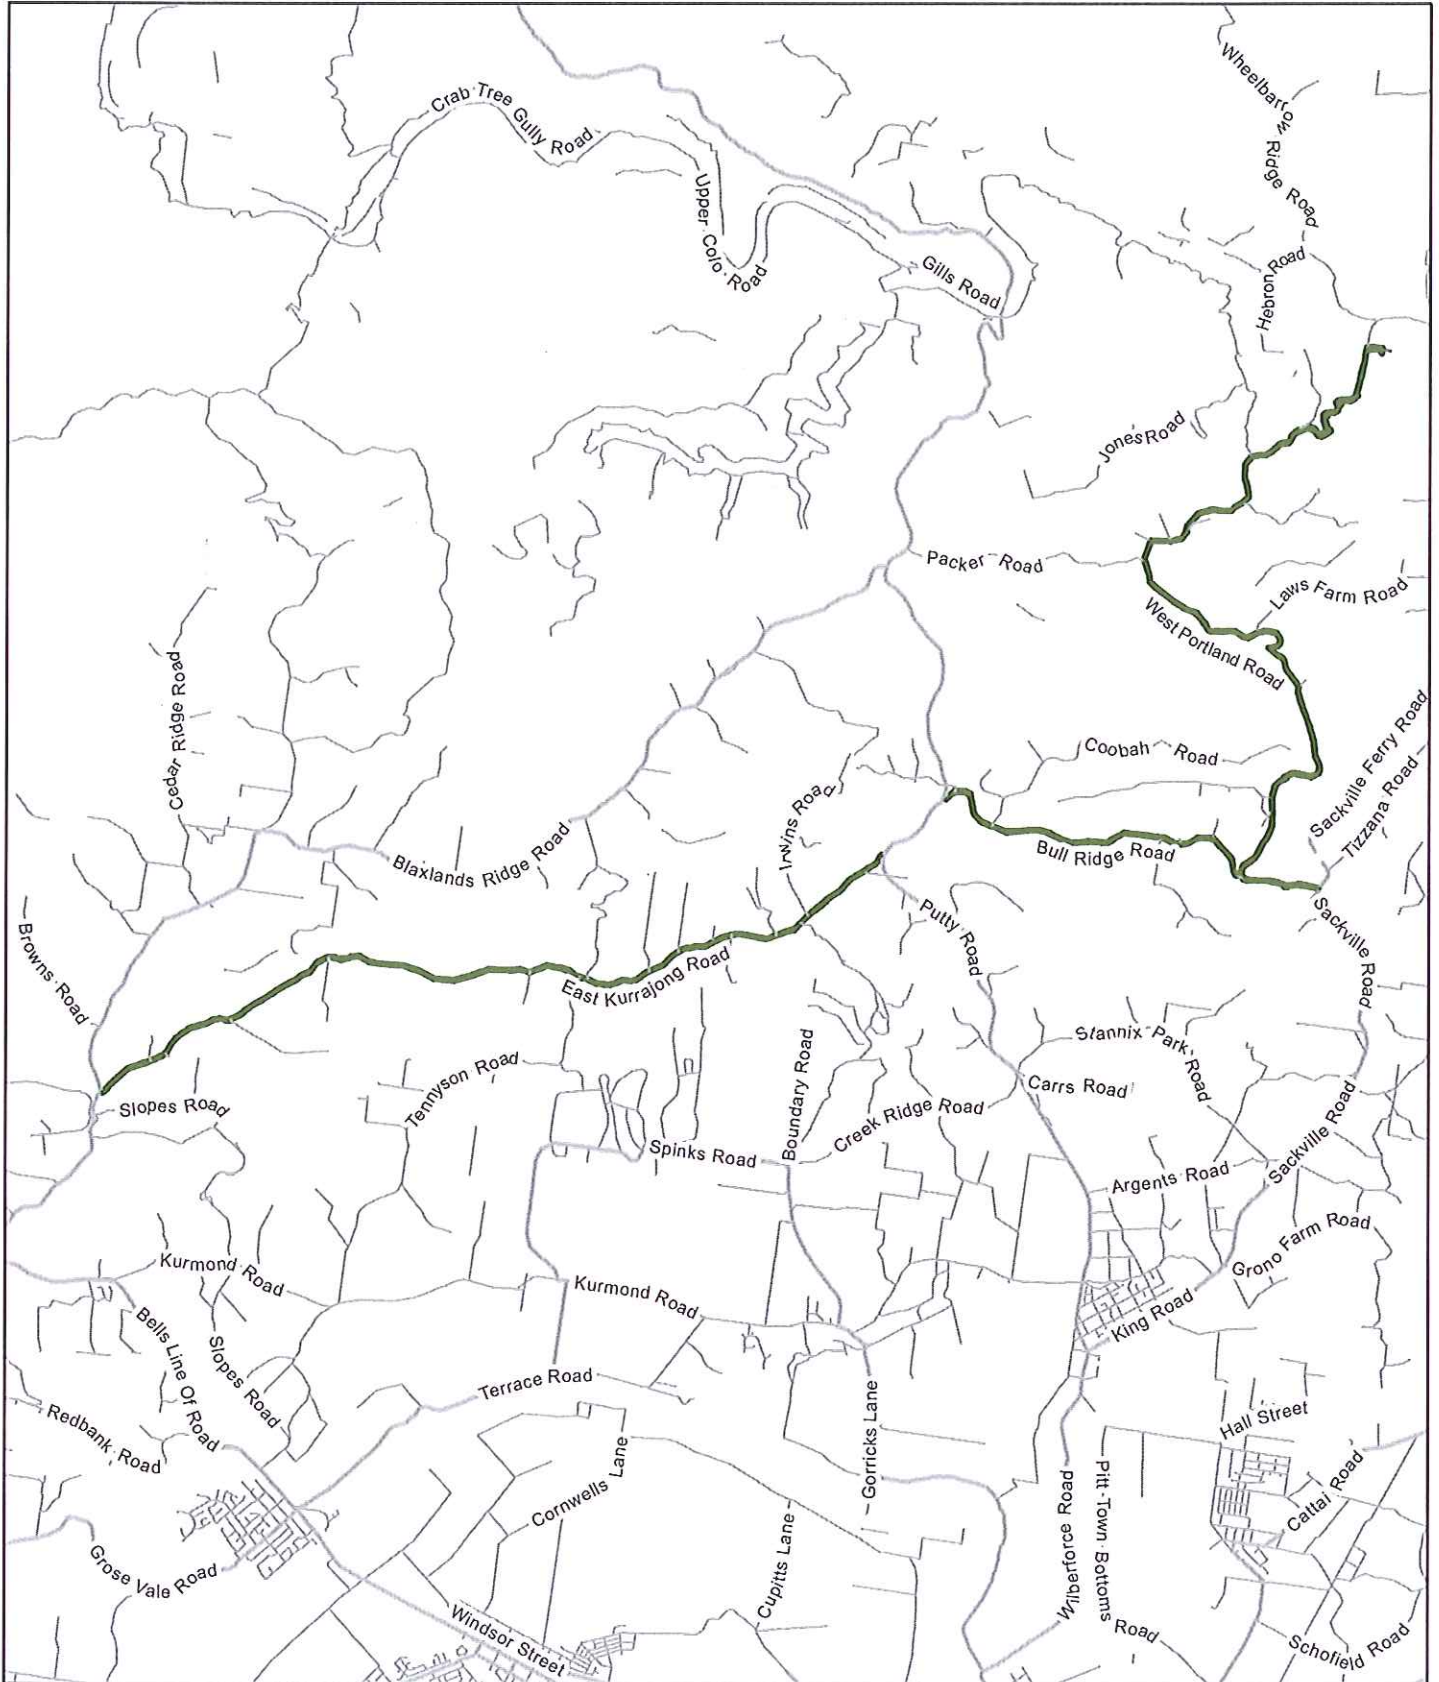 Wheelbarrow Ridge Road
Crab Tree Gully Road
Upper Colo Road
Gills Road
Hebron Road
Jones Road
Packer Road
Laws Farm Road
West Portland Road
Cedar Ridge Road
Coobah Road
Sackville Ferry Road
Tizzana Road
Irwins Road
Blaxlands Ridge Road
Bull Ridge Road
Browns Road
Putty Road
Sackville Road
East Kurrajong Road
Stannix Park Road
Tennyson Road
Boundary Road
Carrs Road
Slopes Road
Creek Ridge Road
Spinks Road
Sackville Road
Argents Road
Grono Farm Road
Kurmond Road
Kurmond Road
King Road
Bells Line Of Road
Slopes Road
Terrace Road
Redbank Road
Gorricks Lane
Hall Street
Cornwells Lane
Cattai Road
Wilberforce Road
Pitt Town Bottoms Road
Cupitts Lane
Grose Vale Road
Windsor Street
Schofield Road